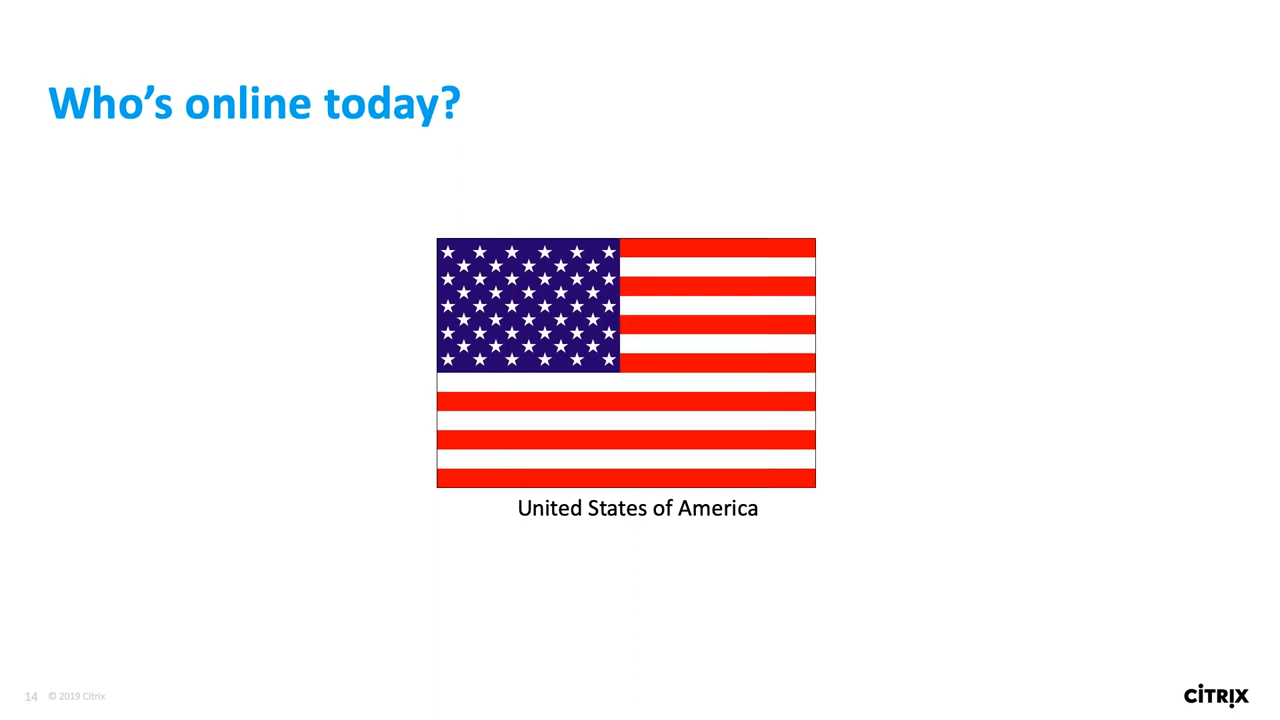 Who’s online today?
United States of America
14 © 2019 Citrix
CITRIX